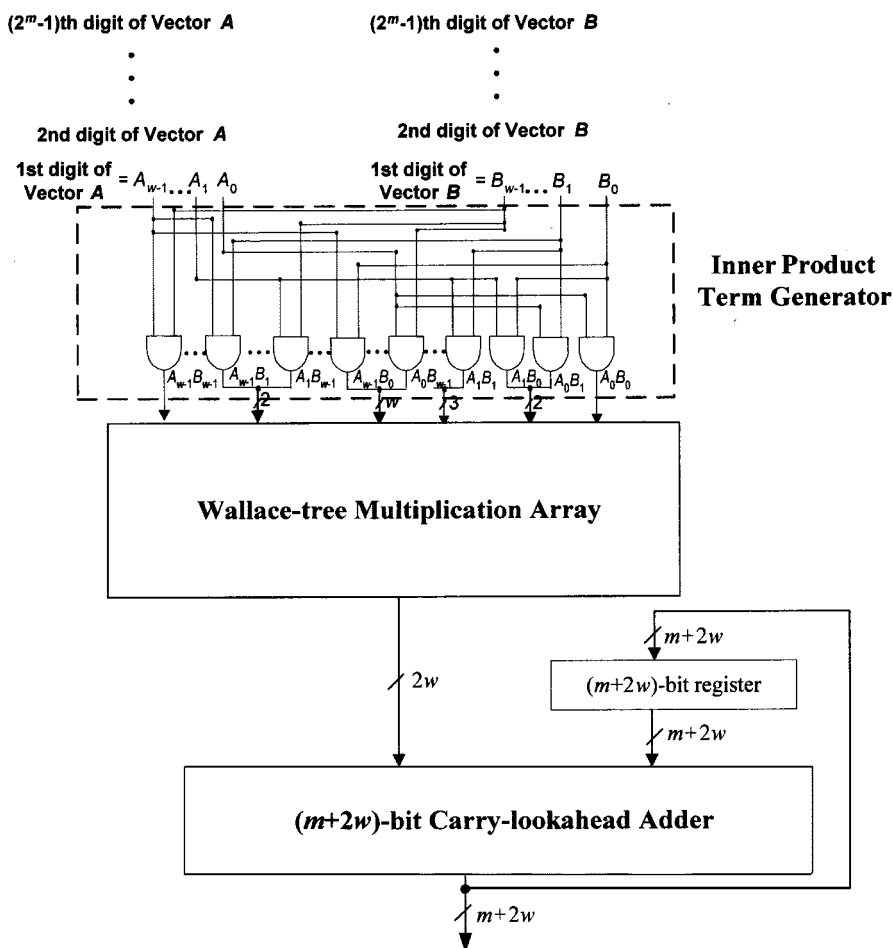 (2^m-1)th digit of Vector A (2^m-1)th digit of Vector B
2nd digit of Vector A 2nd digit of Vector B
1st digit of Vector A = A_{w-1}... A_1 A_0 1st digit of Vector B = B_{w-1}... B_1 B_0
Inner Product
Term Generator
A_{w-1}B_{w-1} A_{w-1}B_1 A_1B_{w-1} A_{w-1}B_0 A_0B_{w-1} A_1B_1 A_1B_0 A_0B_1 A_0B_0
2 w 3 2
Wallace-tree Multiplication Array
m+2w
(m+2w)-bit register
2w
m+2w
(m+2w)-bit Carry-lookahead Adder
m+2w